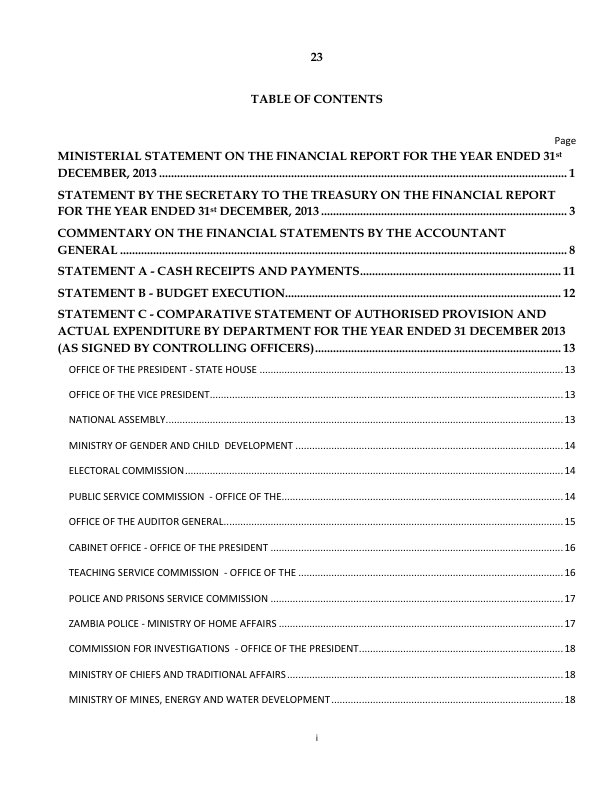 23
TABLE OF CONTENTS
Page
MINISTERIAL STATEMENT ON THE FINANCIAL REPORT FOR THE YEAR ENDED 31st
DECEMBER, 2013 ........................................ 1
STATEMENT BY THE SECRETARY TO THE TREASURY ON THE FINANCIAL REPORT
FOR THE YEAR ENDED 31st DECEMBER, 2013 ........................................ 3
COMMENTARY ON THE FINANCIAL STATEMENTS BY THE ACCOUNTANT
GENERAL ........................................ 8
STATEMENT A - CASH RECEIPTS AND PAYMENTS........................................ 11
STATEMENT B - BUDGET EXECUTION........................................ 12
STATEMENT C - COMPARATIVE STATEMENT OF AUTHORISED PROVISION AND
ACTUAL EXPENDITURE BY DEPARTMENT FOR THE YEAR ENDED 31 DECEMBER 2013
(AS SIGNED BY CONTROLLING OFFICERS)........................................ 13
OFFICE OF THE PRESIDENT - STATE HOUSE ........................................ 13
OFFICE OF THE VICE PRESIDENT........................................ 13
NATIONAL ASSEMBLY........................................ 13
MINISTRY OF GENDER AND CHILD DEVELOPMENT ........................................ 14
ELECTORAL COMMISSION........................................ 14
PUBLIC SERVICE COMMISSION - OFFICE OF THE........................................ 14
OFFICE OF THE AUDITOR GENERAL........................................ 15
CABINET OFFICE - OFFICE OF THE PRESIDENT ........................................ 16
TEACHING SERVICE COMMISSION - OFFICE OF THE ........................................ 16
POLICE AND PRISONS SERVICE COMMISSION ........................................ 17
ZAMBIA POLICE - MINISTRY OF HOME AFFAIRS ........................................ 17
COMMISSION FOR INVESTIGATIONS - OFFICE OF THE PRESIDENT........................................ 18
MINISTRY OF CHIEFS AND TRADITIONAL AFFAIRS........................................ 18
MINISTRY OF MINES, ENERGY AND WATER DEVELOPMENT........................................ 18
i